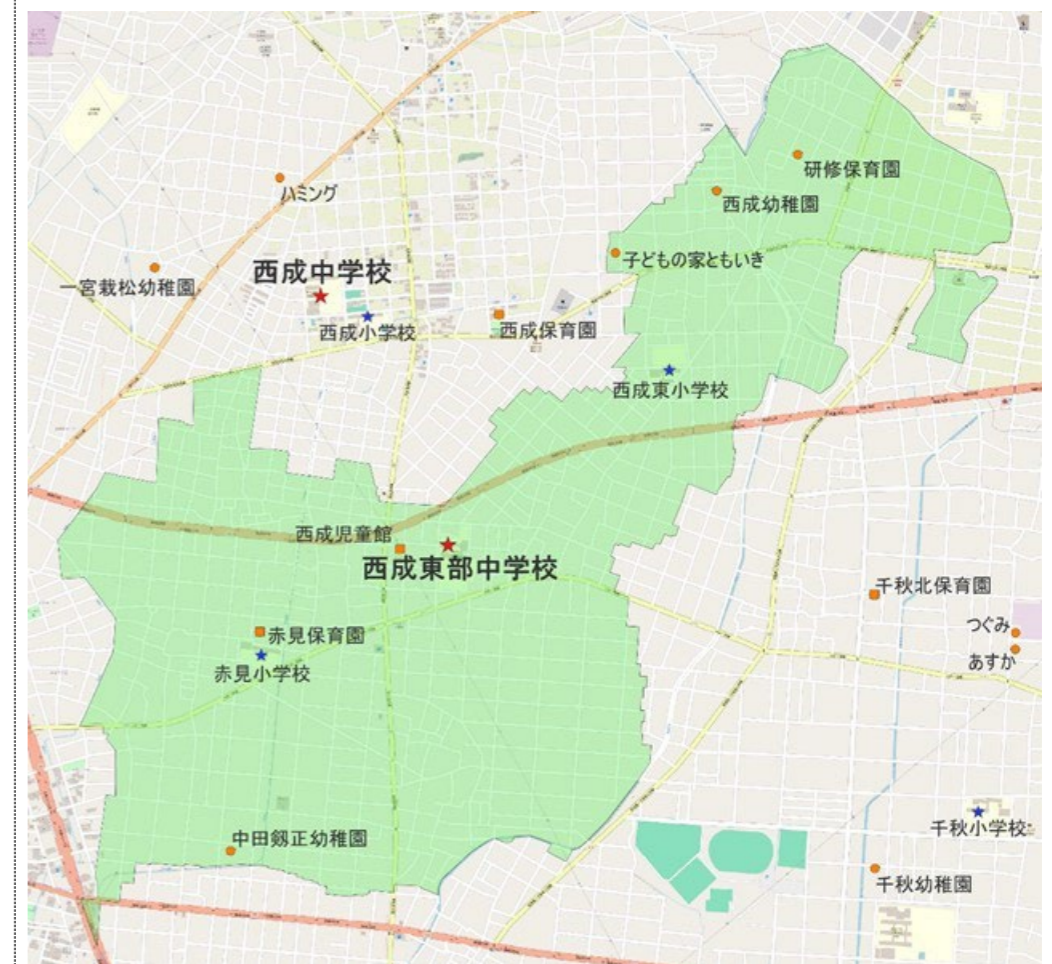 研修保育園
西成幼稚園
ハミング
子どもの家ともいき
西成中学校
一宮栽松幼稚園
西成小学校
西成保育園
西成東小学校
西成児童館
西成東部中学校
千秋北保育園
つぐみ
赤見保育園
あすか
赤見小学校
千秋小学校
中田剱正幼稚園
千秋幼稚園